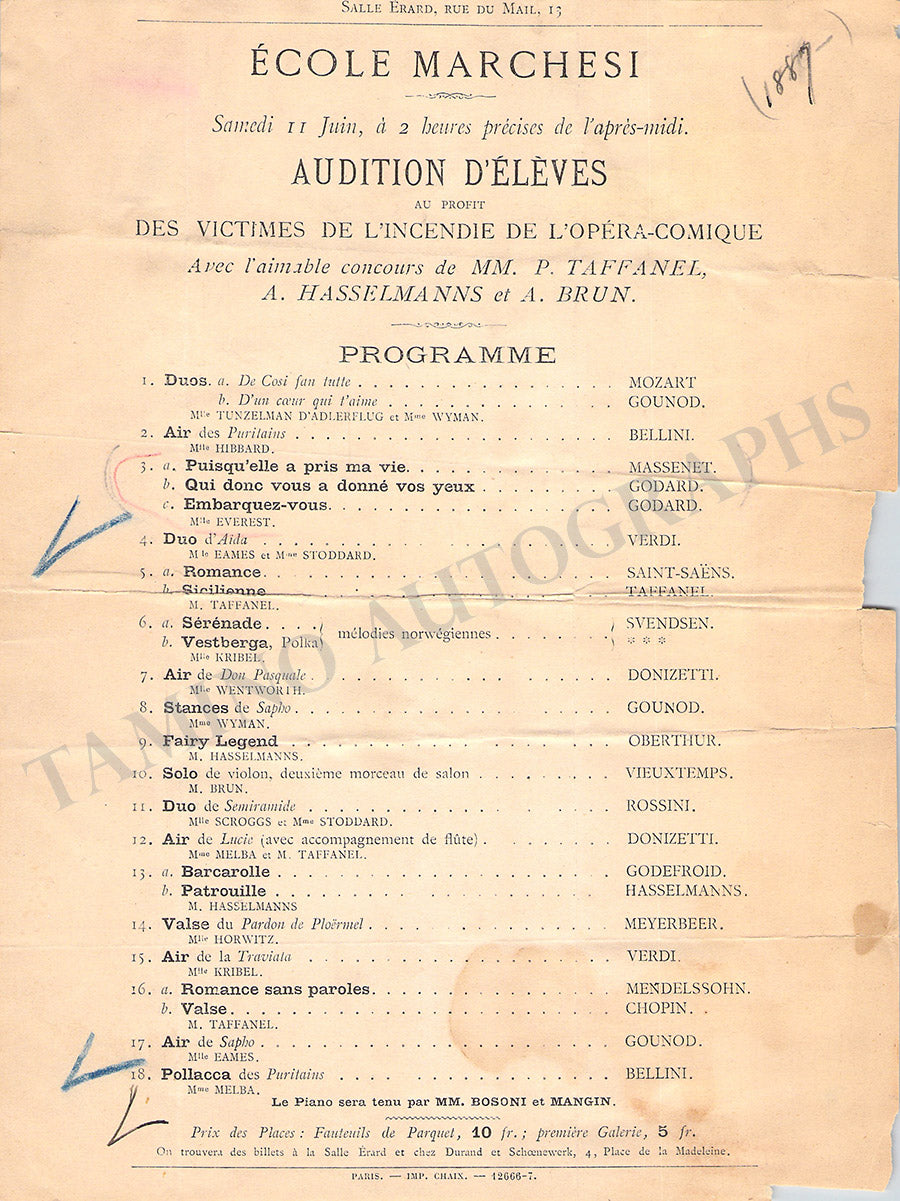 Salle Érard, rue du Mail, 13
ÉCOLE MARCHESI
(1887-)
Samedi 11 Juin, à 2 heures précises de l'après-midi.
AUDITION D'ÉLÈVES
AU PROFIT
DES VICTIMES DE L'INCENDIE DE L'OPÉRA-COMIQUE
Avec l'aimable concours de MM. P. TAFFANEL,
A. HASSELMANNS et A. BRUN.
PROGRAMME
1. Duos. a. De Cosi fan tutte . . . . . . . . . . . . . . . . . MOZART
b. D'un cœur qui t'aime . . . . . . . . . . . . . . . GOUNOD.
Mlle TUNZELMAN D'ADLERFLUG et Mme WYMAN.
2. Air des Puritains . . . . . . . . . . . . . . . . . . . . BELLINI.
Mlle HIBBARD.
3. a. Puisqu'elle a pris ma vie. . . . . . . . . . . . . . MASSENET.
b. Qui donc vous a donné vos yeux . . . . . . . . . GODARD.
c. Embarquez-vous. . . . . . . . . . . . . . . . . . . GODARD.
Mlle EVEREST.
4. Duo d'Aïda . . . . . . . . . . . . . . . . . . . . . . VERDI.
Mlle EAMES et Mme STODDARD.
5. a. Romance. . . . . . . . . . . . . . . . . . . . . . SAINT-SAËNS.
b. Sicilienne . . . . . . . . . . . . . . . . . . . . . TAFFANEL.
M. TAFFANEL.
6. a. Sérénade. . . . ) mélodies norwégiennes . . . . . . . ( SVENDSEN.
b. Vestberga, Polka) ( * * *
Mlle KRIBEL.
7. Air de Don Pasquale . . . . . . . . . . . . . . . . . . DONIZETTI.
Mlle WENTWORTH.
8. Stances de Sapho . . . . . . . . . . . . . . . . . . . GOUNOD.
Mme WYMAN.
9. Fairy Legend . . . . . . . . . . . . . . . . . . . . OBERTHUR.
M. HASSELMANNS.
10. Solo de violon, deuxième morceau de salon . . . . . . . . VIEUXTEMPS.
M. BRUN.
11. Duo de Semiramide . . . . . . . . . . . . . . . . . . ROSSINI.
Mlle SCROGGS et Mme STODDARD.
12. Air de Lucie (avec accompagnement de flûte) . . . . . . . . DONIZETTI.
Mme MELBA et M. TAFFANEL.
13. a. Barcarolle . . . . . . . . . . . . . . . . . . . . . GODEFROID.
b. Patrouille . . . . . . . . . . . . . . . . . . . . . HASSELMANNS.
M. HASSELMANNS
14. Valse du Pardon de Ploërmel . . . . . . . . . . . . . . MEYERBEER.
Mlle HORWITZ.
15. Air de la Traviata . . . . . . . . . . . . . . . . . . . VERDI.
Mlle KRIBEL.
16. a. Romance sans paroles. . . . . . . . . . . . . . . . MENDELSSOHN.
b. Valse. . . . . . . . . . . . . . . . . . . . . . . . CHOPIN.
M. TAFFANEL.
17. Air de Sapho . . . . . . . . . . . . . . . . . . . . . GOUNOD.
Mlle EAMES.
18. Pollacca des Puritains . . . . . . . . . . . . . . . . . BELLINI.
Mme MELBA.
Le Piano sera tenu par MM. BOSONI et MANGIN.
Prix des Places : Fauteuils de Parquet, 10 fr. ; première Galerie, 5 fr.
On trouvera des billets à la Salle Érard et chez Durand et Schœnewerk, 4, Place de la Madeleine.
PARIS. — IMP. CHAIX. — 12666-7.
TAMINO AUTOGRAPHS